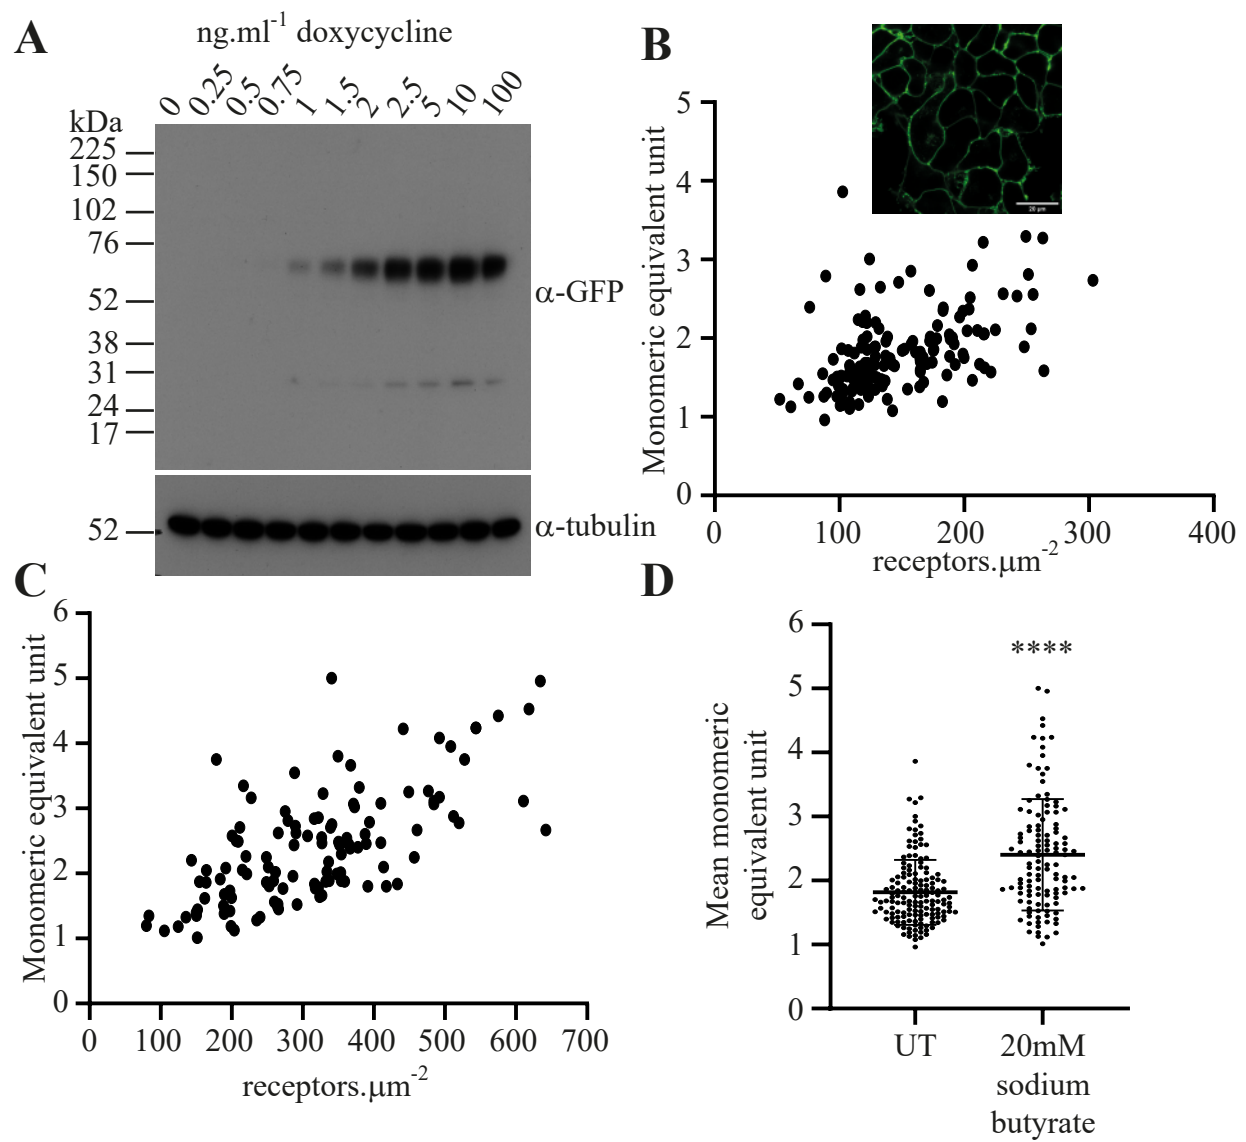 A
ng.ml-1 doxycycline
0 0.25 0.5 0.75 1 1.5 2 2.5 5 10 100
kDa
225
150
102
76
52
38
31
24
17
α-GFP
52
α-tubulin
B
20 µm
Monomeric equivalent unit
5
4
3
2
1
0
0 100 200 300 400
receptors.µm-2
C
Monomeric equivalent unit
6
5
4
3
2
1
0
0 100 200 300 400 500 600 700
receptors.µm-2
D
Mean monomeric
equivalent unit
6
4
3
2
1
0
****
UT
20mM
sodium
butyrate